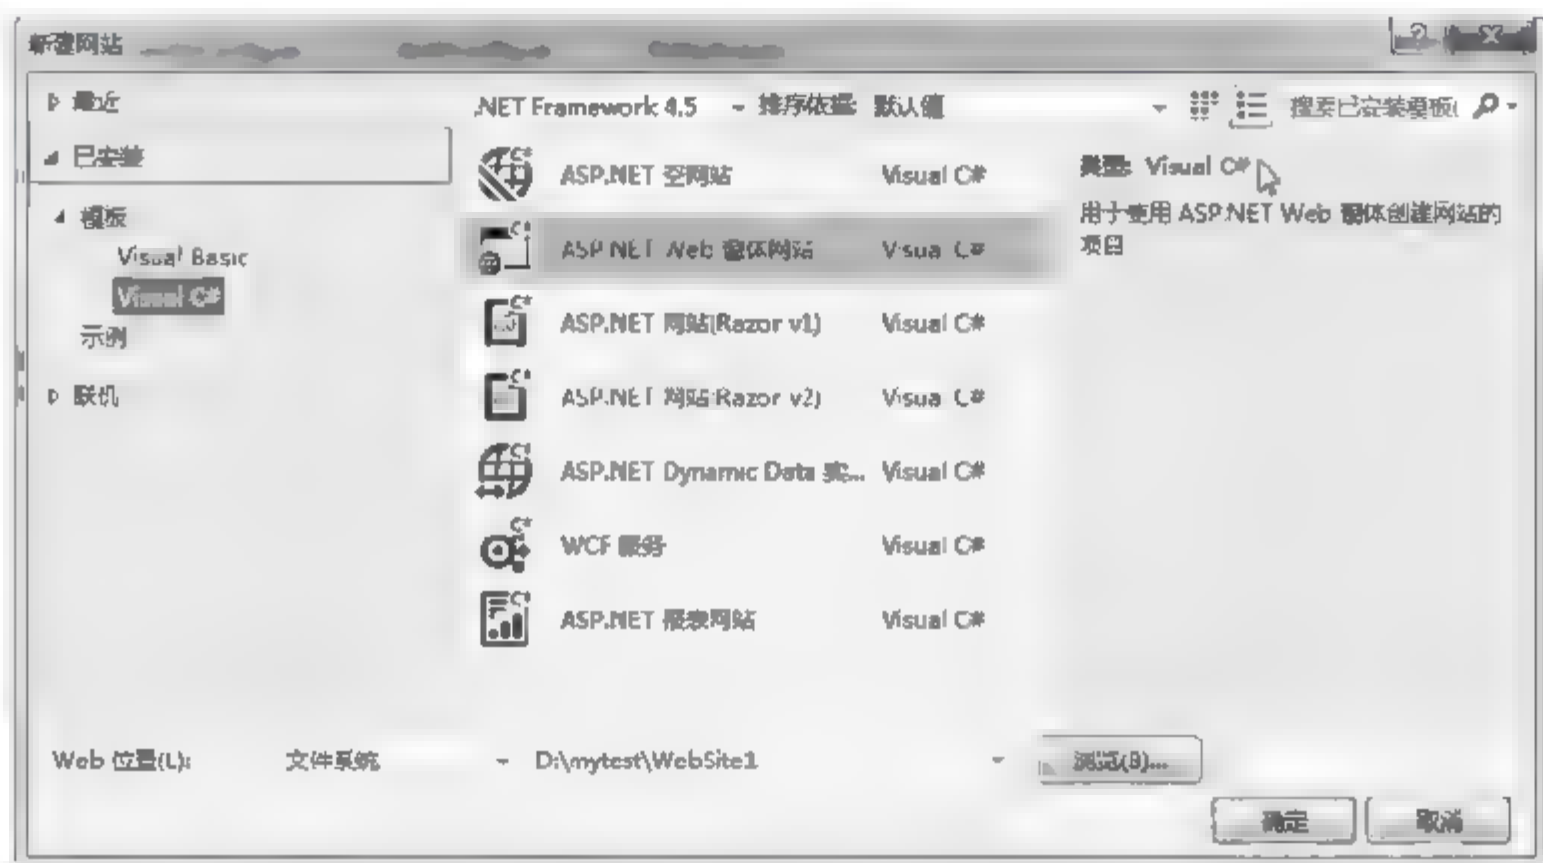 新建网站
最近
.NET Framework 4.5 排序依据: 默认值 搜索已安装模板(
已安装
模板
Visual Basic
Visual C#
示例
联机
ASP.NET 空网站 Visual C#
ASP.NET Web 窗体网站 Visual C#
ASP.NET 网站(Razor v1) Visual C#
ASP.NET 网站(Razor v2) Visual C#
ASP.NET Dynamic Data 实... Visual C#
WCF 服务 Visual C#
ASP.NET 报表网站 Visual C#
类型: Visual C#
用于使用 ASP.NET Web 窗体创建网站的
项目
Web 位置(L): 文件系统 D:\mytest\WebSite1 浏览(B)...
确定 取消